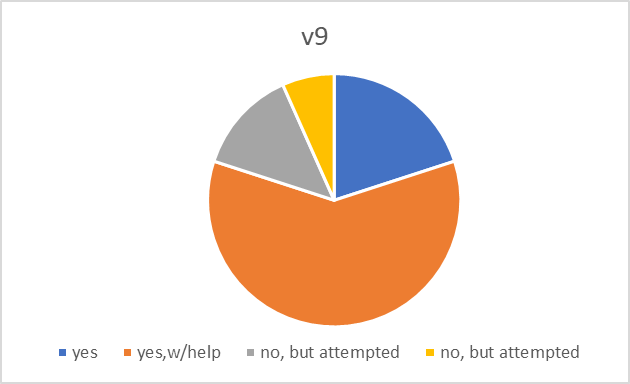 v9
yes yes,w/help no, but attempted no, but attempted